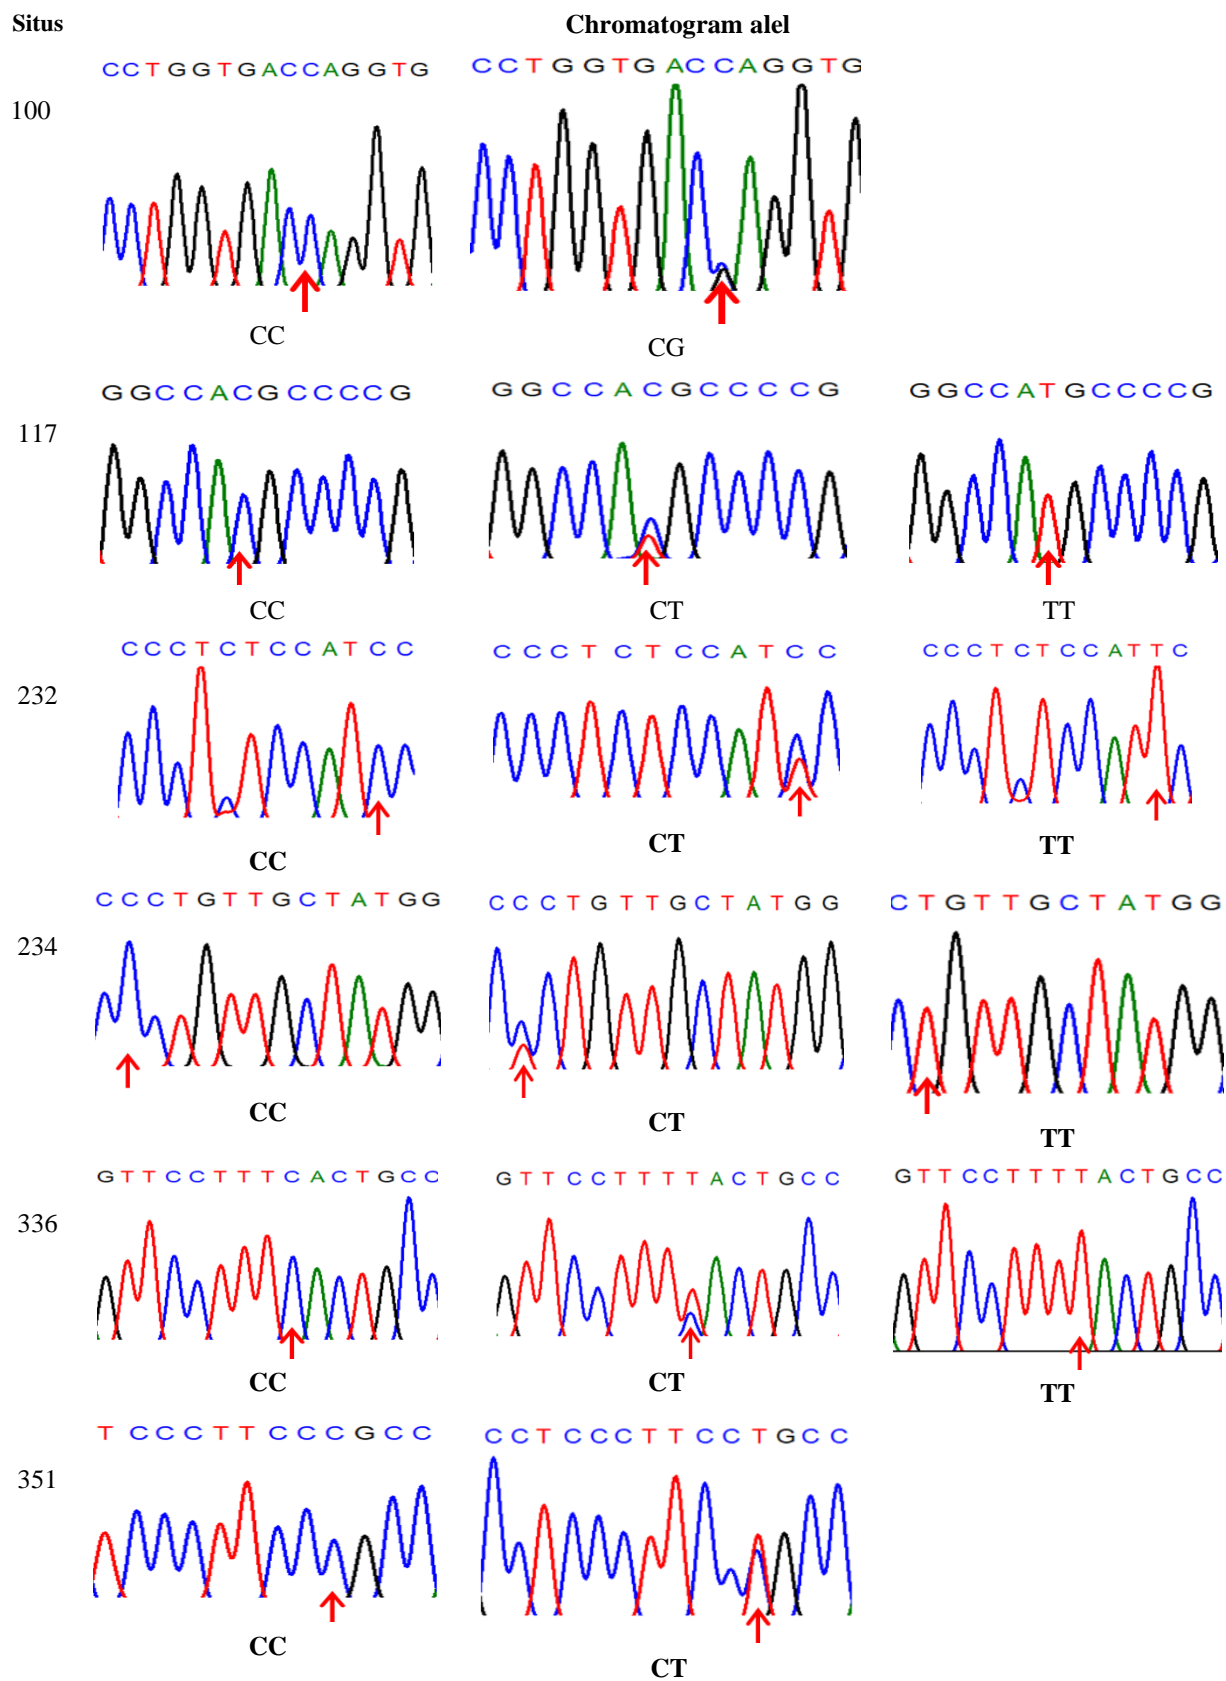 Situs Chromatogram alel
CCTGGTGACCAGGTG CCTGGTGACCAGGTG
100
CC CG
GGCCACGCCCCG GGCCACGCCCCG GGCCATGCCCCG
117
CC CT TT
CCCTCTCCATCC CCCTCTCCATCC CCCTCTCCATTC
232
CC CT TT
CCCTGTTGCTATGG CCCTGTTGCTATGG CTGTTGCTATGG
234
CC CT TT
GTTCCTTTCACTGCC GTTCCTTTTACTGCC GTTCCTTTTACTGCC
336
CC CT TT
TCCCTTCCCGCC CCTCCCTTCCTGCC
351
CC CT